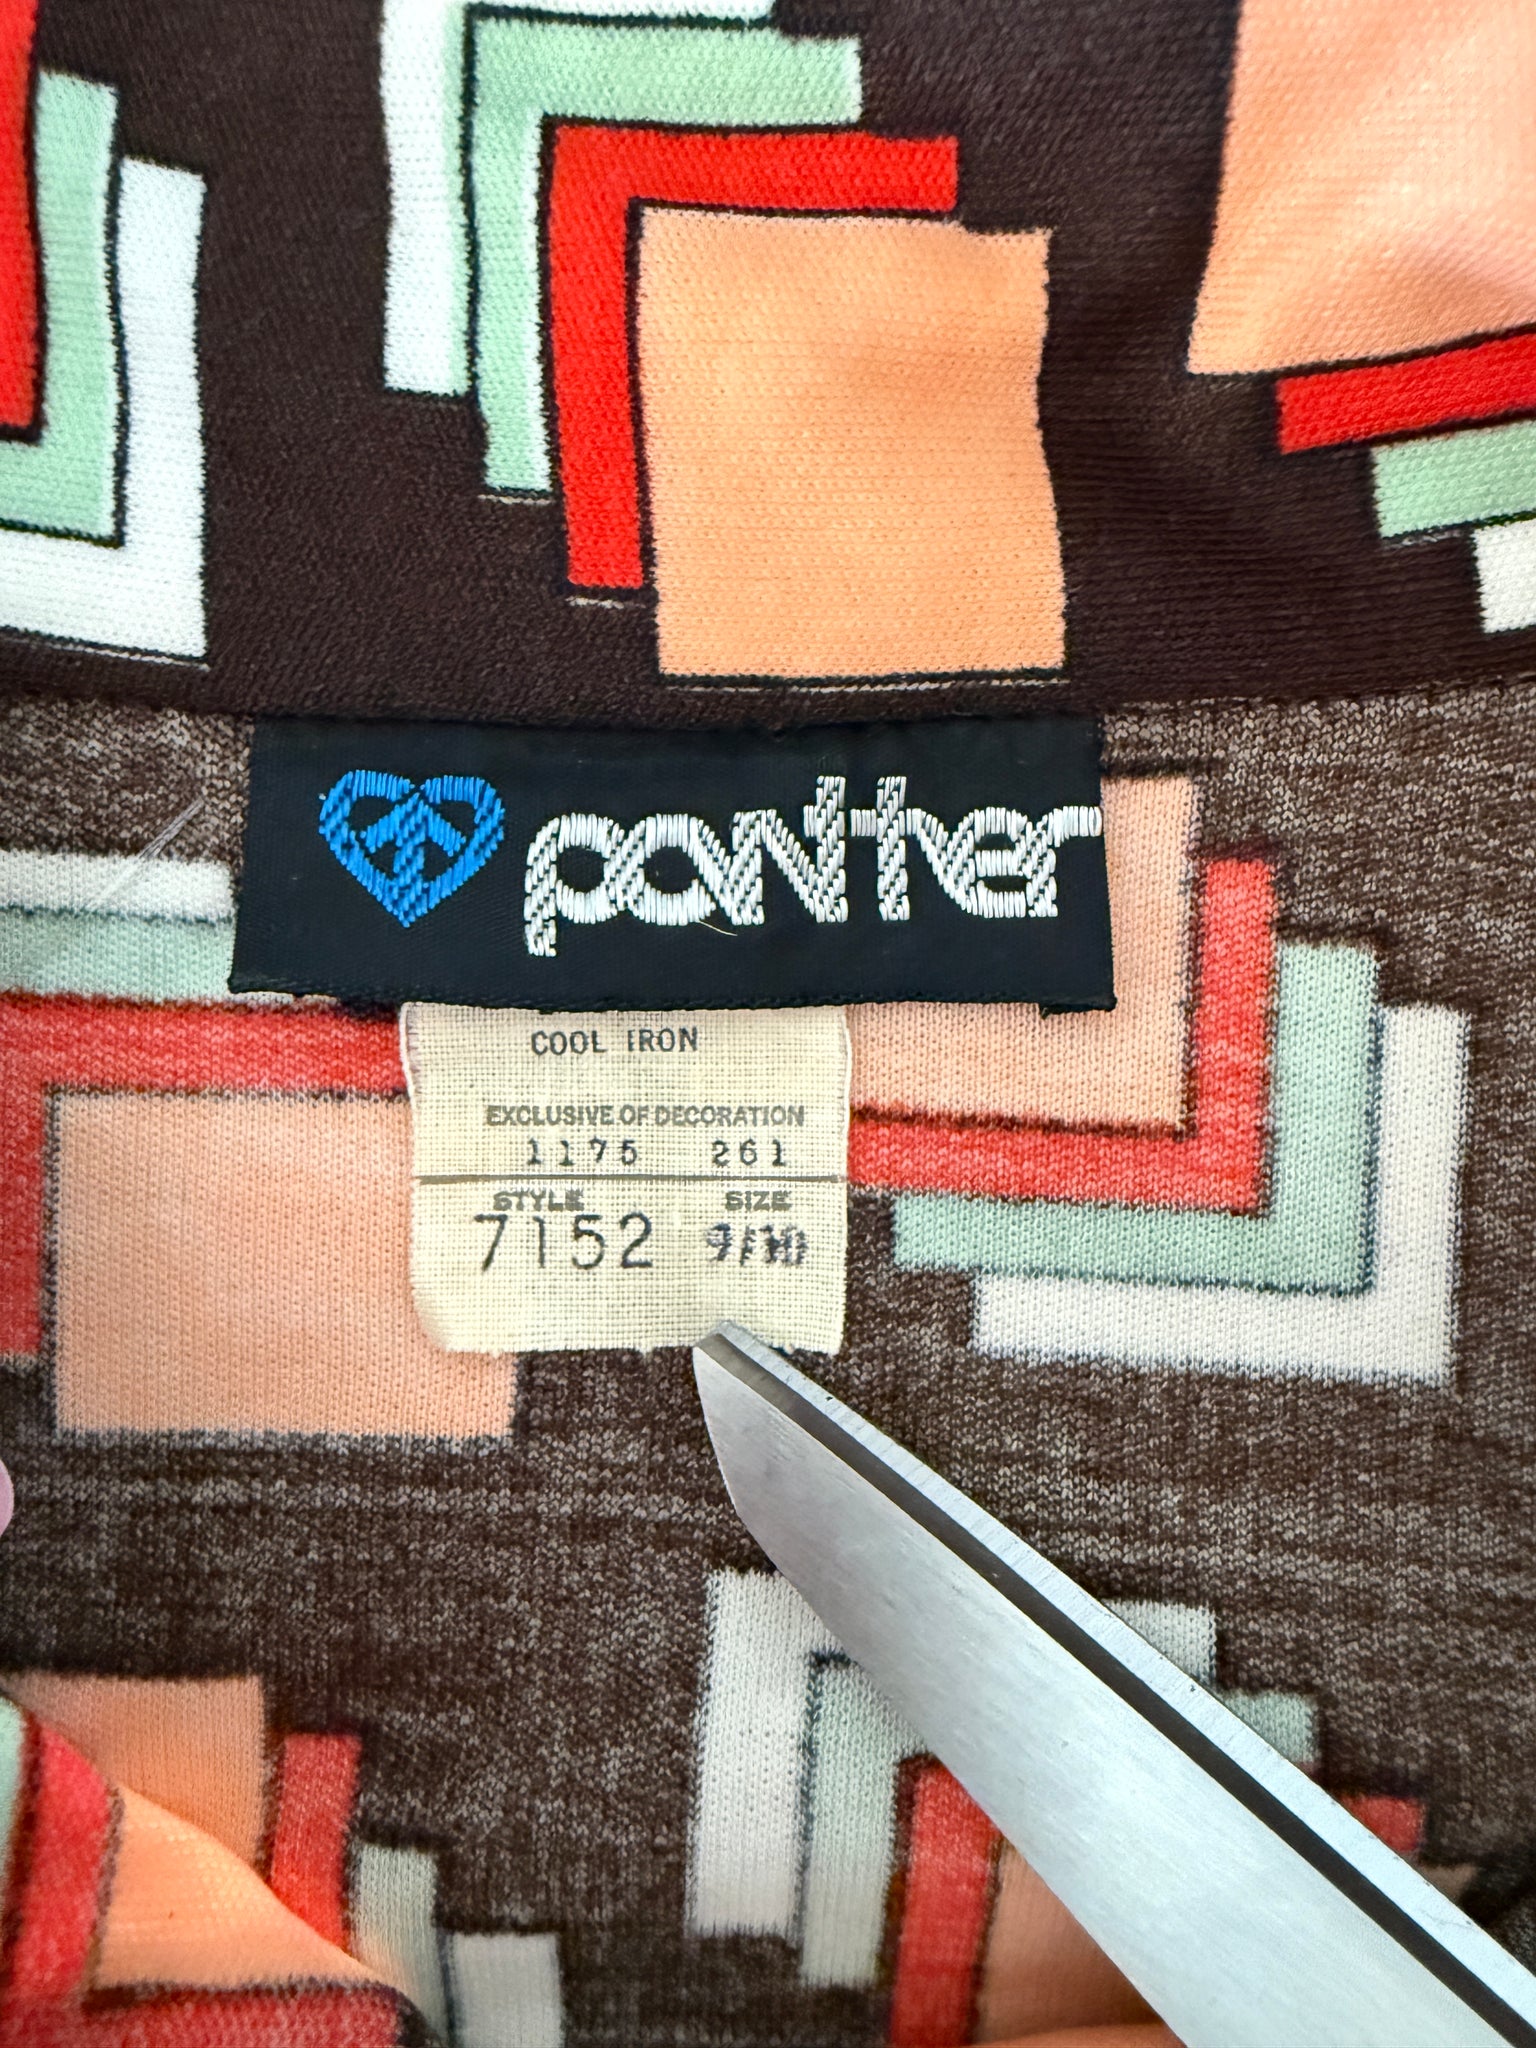 panther
COOL IRON
EXCLUSIVE OF DECORATION
1175 261
STYLE SIZE
7152 9/10